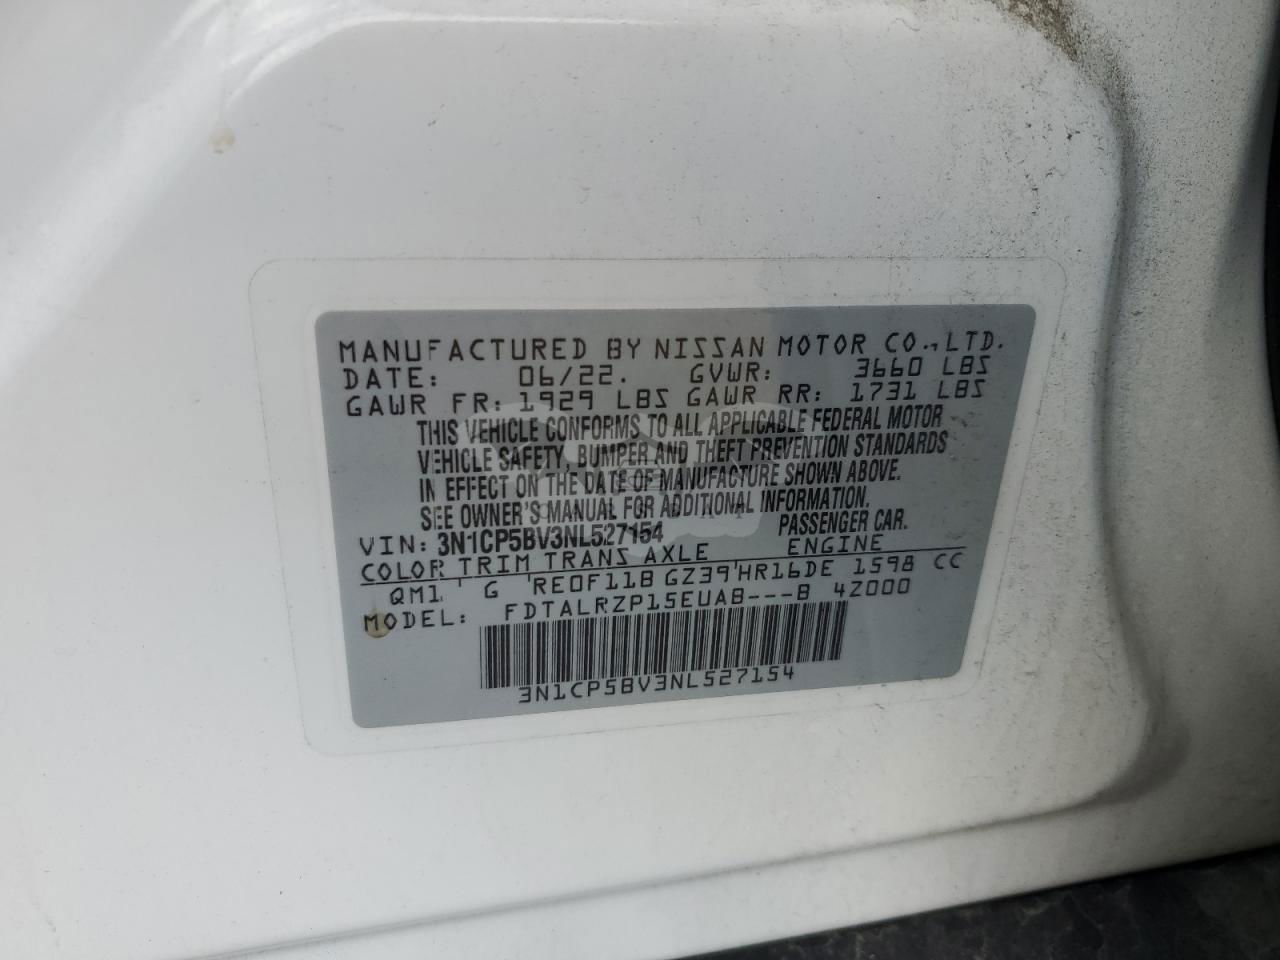 MANUFACTURED BY NISSAN MOTOR CO.,LTD.
DATE: 06/22. GVWR: 3660 LBS
GAWR FR: 1929 LBS GAWR RR: 1731 LBS
THIS VEHICLE CONFORMS TO ALL APPLICABLE FEDERAL MOTOR
VEHICLE SAFETY, BUMPER AND THEFT PREVENTION STANDARDS
IN EFFECT ON THE DATE OF MANUFACTURE SHOWN ABOVE.
SEE OWNER'S MANUAL FOR ADDITIONAL INFORMATION.
VIN: 3N1CP5BV3NL527154 PASSENGER CAR.
COLOR TRIM TRANS AXLE ENGINE
QM1 G RE0F11B GZ39 HR16DE 1598 CC
MODEL: FDTALRZP15EUAB---B 4Z000
3N1CP5BV3NL527154